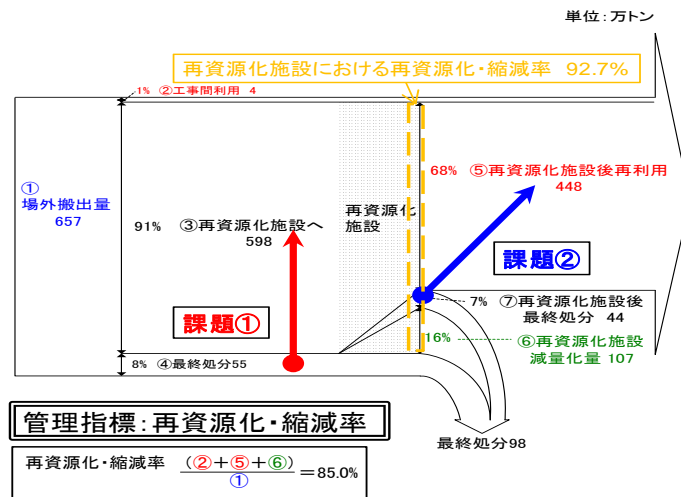 単位:万トン
再資源化施設における再資源化・縮減率 92.7%
1% ②工事間利用 4
①
場外搬出量
657
68% ⑤再資源化施設後再利用
448
91% ③再資源化施設へ
598
再資源化
施設
課題②
課題①
7% ⑦再資源化施設後
最終処分 44
16% ⑥再資源化施設
減量化量 107
8% ④最終処分55
管理指標:再資源化・縮減率
最終処分98
再資源化・縮減率 (②+⑤+⑥)
①
=85.0%